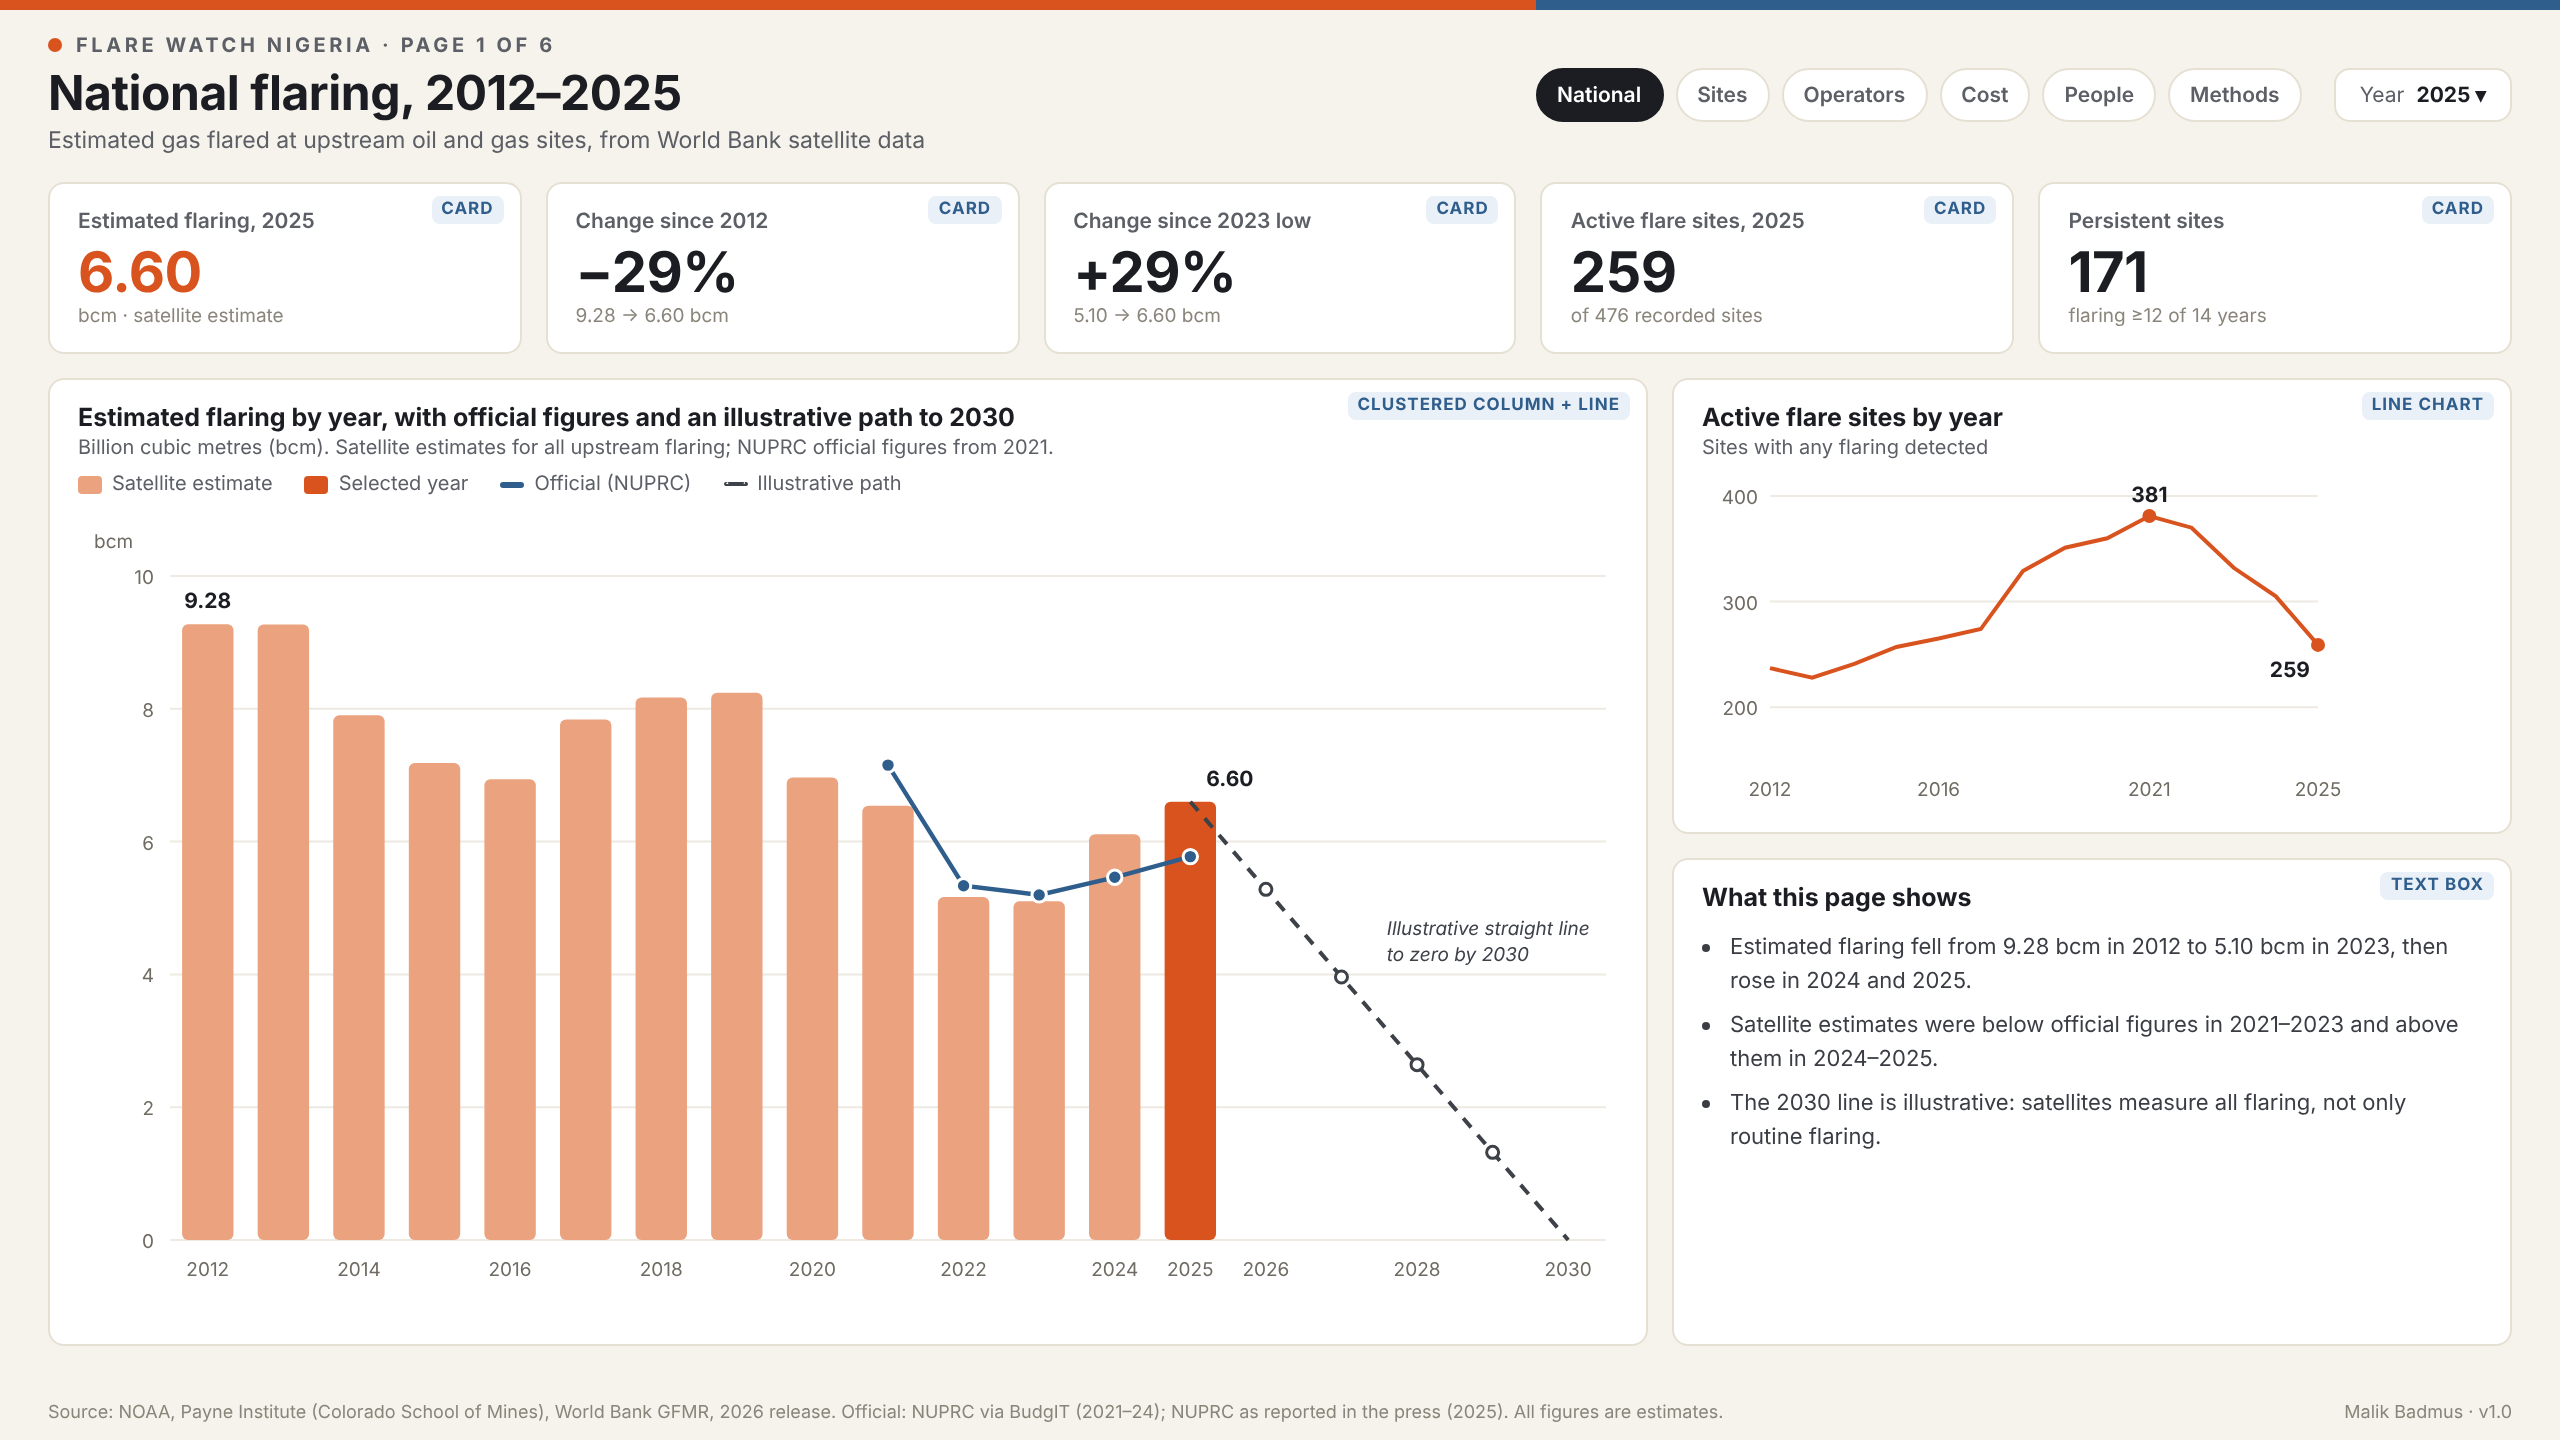 FLARE WATCH NIGERIA · PAGE 1 OF 6
National flaring, 2012–2025
Estimated gas flared at upstream oil and gas sites, from World Bank satellite data
National
Sites
Operators
Cost
People
Methods
Year 2025 ▾
Estimated flaring, 2025
CARD
6.60
bcm · satellite estimate
Change since 2012
CARD
−29%
9.28 → 6.60 bcm
Change since 2023 low
CARD
+29%
5.10 → 6.60 bcm
Active flare sites, 2025
CARD
259
of 476 recorded sites
Persistent sites
CARD
171
flaring ≥12 of 14 years
Estimated flaring by year, with official figures and an illustrative path to 2030
CLUSTERED COLUMN + LINE
Billion cubic metres (bcm). Satellite estimates for all upstream flaring; NUPRC official figures from 2021.
Satellite estimate
Selected year
Official (NUPRC)
Illustrative path
bcm
10
8
6
4
2
0
9.28
6.60
Illustrative straight line
to zero by 2030
2012
2014
2016
2018
2020
2022
2024
2025
2026
2028
2030
Active flare sites by year
LINE CHART
Sites with any flaring detected
400
300
200
381
259
2012
2016
2021
2025
What this page shows
TEXT BOX
• Estimated flaring fell from 9.28 bcm in 2012 to 5.10 bcm in 2023, then
rose in 2024 and 2025.
• Satellite estimates were below official figures in 2021–2023 and above
them in 2024–2025.
• The 2030 line is illustrative: satellites measure all flaring, not only
routine flaring.
Source: NOAA, Payne Institute (Colorado School of Mines), World Bank GFMR, 2026 release. Official: NUPRC via BudgIT (2021–24); NUPRC as reported in the press (2025). All figures are estimates.
Malik Badmus · v1.0